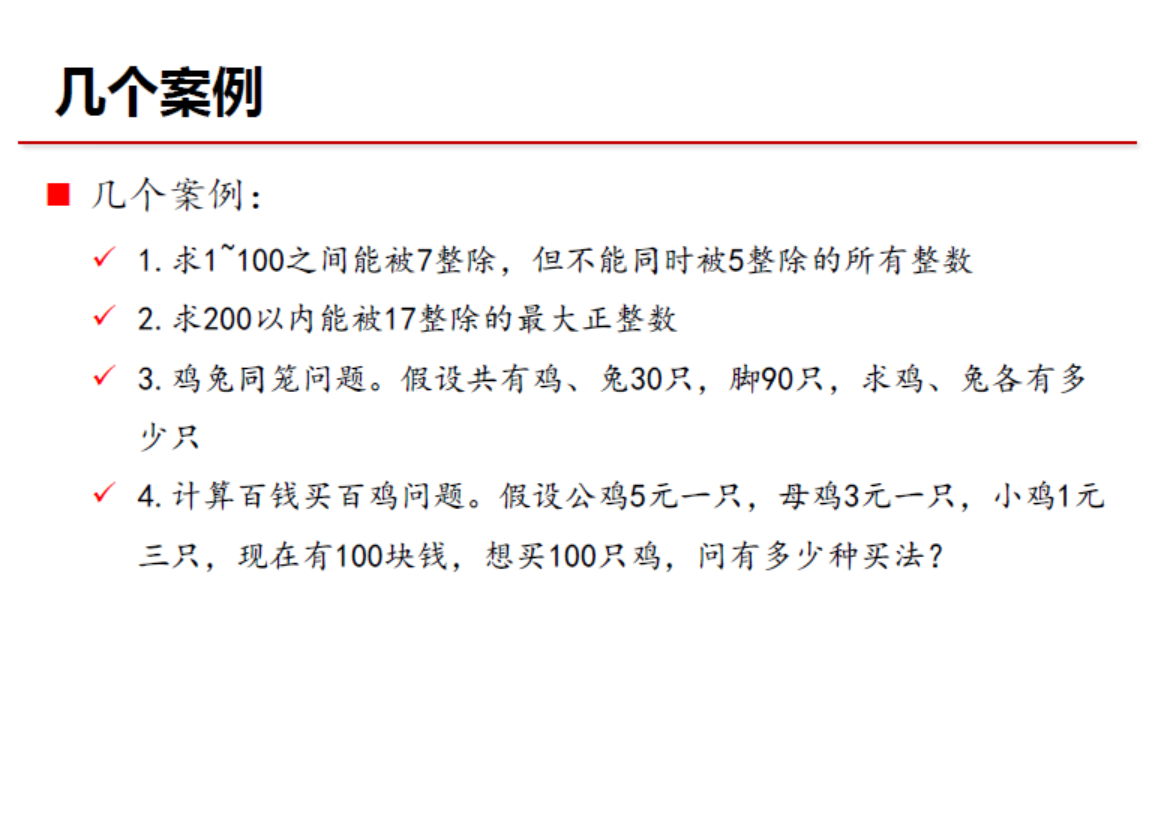 几个案例
几个案例：
1.求1~100之间能被7整除，但不能同时被5整除的所有整数
2.求200以内能被17整除的最大正整数
3.鸡兔同笼问题。假设共有鸡、兔30只，脚90只，求鸡、兔各有多
少只
4.计算百钱买百鸡问题。假设公鸡5元一只，母鸡3元一只，小鸡1元
三只，现在有100块钱，想买100只鸡，问有多少种买法？